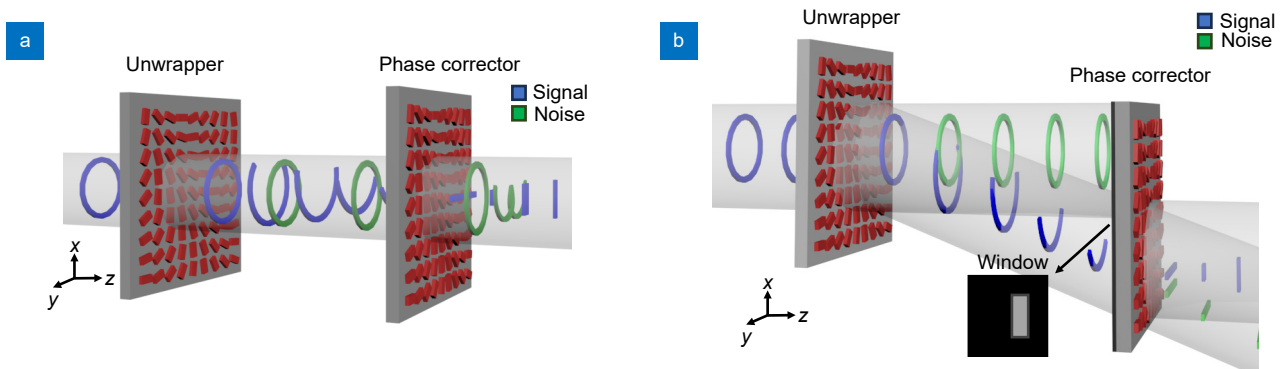 a
Unwrapper
Phase corrector
Signal
Noise
x
y
z
b
Unwrapper
Signal
Noise
Phase corrector
Window
x
y
z